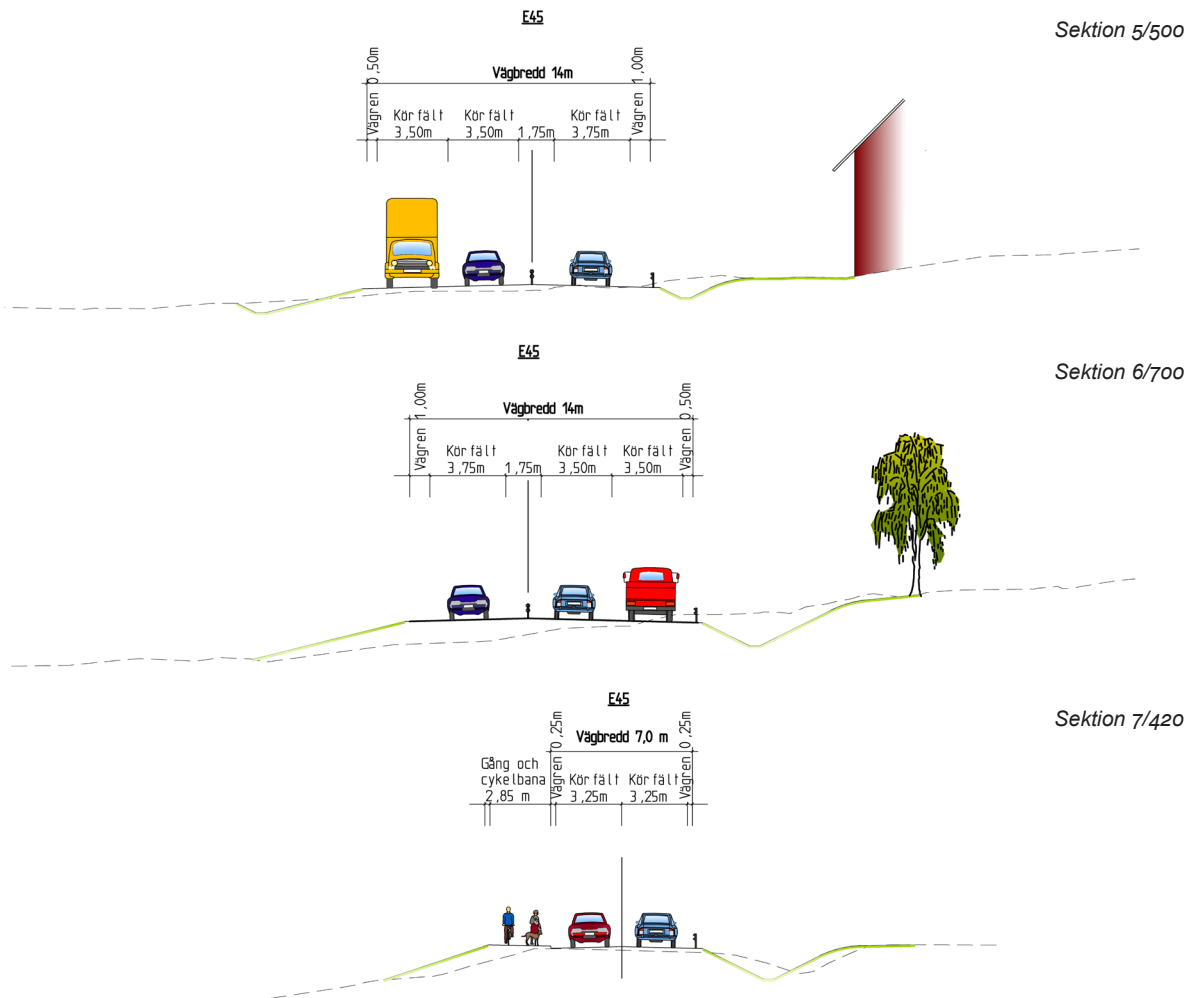 E45
Sektion 5/500
Vägren 0,50m
Vägbredd 14m
Vägren 1,00m
Körfält
3,50m
Körfält
3,50m
1,75m
Körfält
3,75m
E45
Sektion 6/700
Vägren 1,00m
Vägbredd 14m
Vägren 0,50m
Körfält
3,75m
1,75m
Körfält
3,50m
Körfält
3,50m
E45
Sektion 7/420
Vägren 0,25m
Vägbredd 7,0 m
Vägren 0,25m
Gång och
cykelbana
2,85 m
Körfält
3,25m
Körfält
3,25m